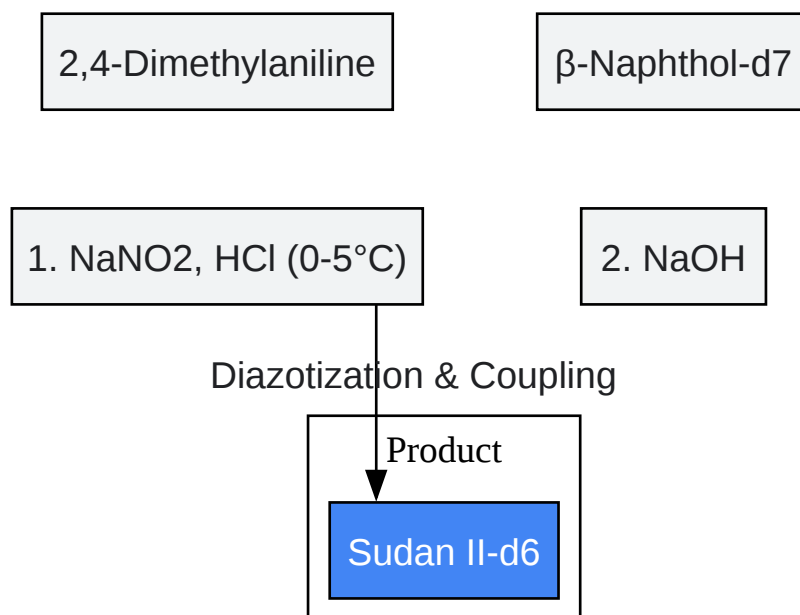 2,4-Dimethylaniline
β-Naphthol-d7
1. NaNO2, HCl (0-5°C)
2. NaOH
Diazotization & Coupling
Product
Sudan II-d6